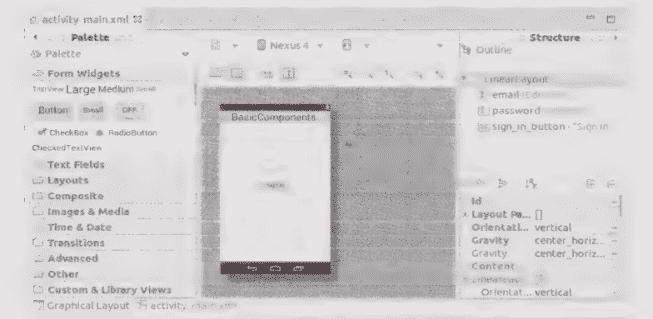 activity_main.xml
Palette
Palette
Form Widgets
TextView Large Medium Small
Button Small OFF
CheckBox RadioButton
CheckedTextView
Text Fields
Layouts
Composite
Images & Media
Time & Date
Transitions
Advanced
Other
Custom & Library Views
Graphical Layout activity_main.xml
Nexus 4
BasicComponents
Structure
Outline
LinearLayout
email
password
sign_in_button - "Sign in
Id
Layout Pa... []
Orientati... vertical
Gravity center_horiz...
Gravity center_horiz...
Content
Orientat... vertical